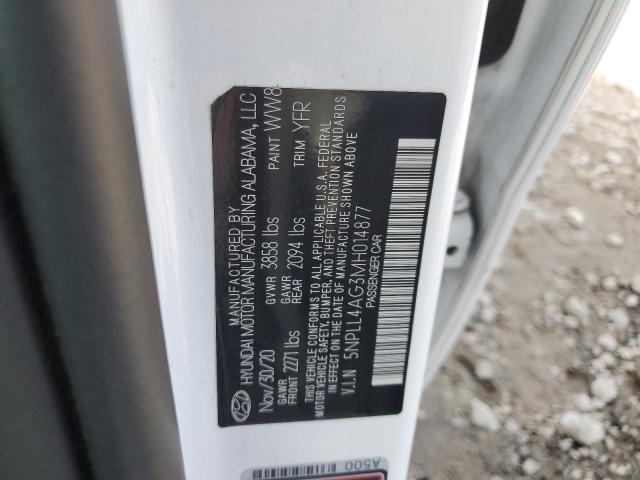 MANUFACTURED BY
HYUNDAI MOTOR MANUFACTURING ALABAMA, LLC
Nov/30/20 GVWR 3858 lbs PAINT WW8
GAWR FRONT 2271 lbs GAWR REAR 2094 lbs TRIM YFR
THIS VEHICLE CONFORMS TO ALL APPLICABLE U.S.A. FEDERAL
MOTOR VEHICLE SAFETY, BUMPER, AND THEFT PREVENTION STANDARDS
IN EFFECT ON THE DATE OF MANUFACTURE SHOWN ABOVE
V.I.N 5NPLL4AG3MH014877
PASSENGER CAR
A500